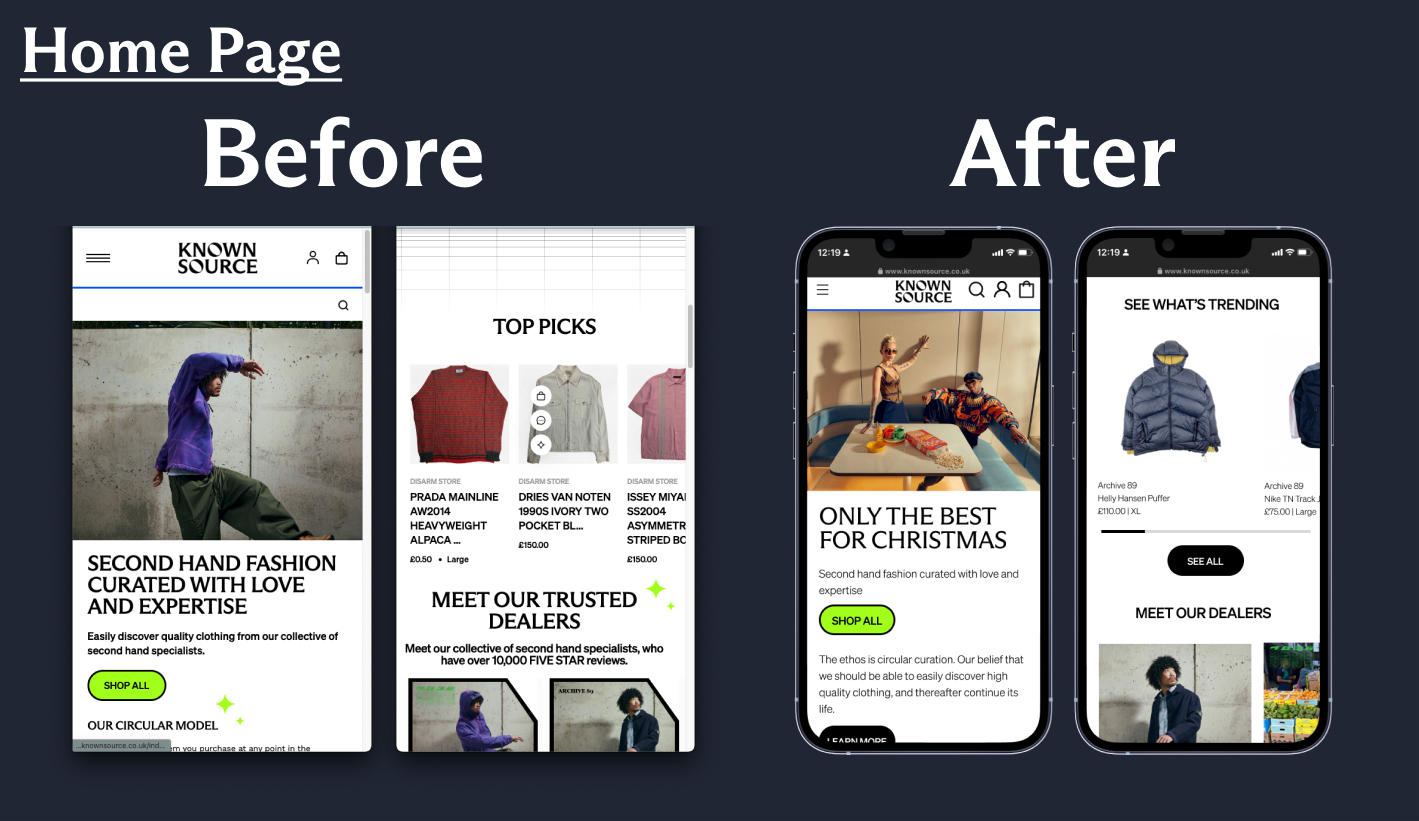 Home Page
Before
After
KNOWN
SOURCE
SECOND HAND FASHION
CURATED WITH LOVE
AND EXPERTISE
Easily discover quality clothing from our collective of
second hand specialists.
SHOP ALL
OUR CIRCULAR MODEL
...knownsource.co.uk/ind...
em you purchase at any point in the
TOP PICKS
DISARM STORE
PRADA MAINLINE
AW2014
HEAVYWEIGHT
ALPACA ...
£0.50 • Large
DISARM STORE
DRIES VAN NOTEN
1990S IVORY TWO
POCKET BL...
£150.00
DISARM STORE
ISSEY MIYA
SS2004
ASYMMETR
STRIPED BO
£150.00
MEET OUR TRUSTED
DEALERS
Meet our collective of second hand specialists, who
have over 10,000 FIVE STAR reviews.
ARCHIVE 89
12:19
www.knownsource.co.uk
KNOWN
SOURCE
ONLY THE BEST
FOR CHRISTMAS
Second hand fashion curated with love and
expertise
SHOP ALL
The ethos is circular curation. Our belief that
we should be able to easily discover high
quality clothing, and thereafter continue its
life.
LEARN MORE
12:19
www.knownsource.co.uk
SEE WHAT'S TRENDING
Archive 89
Helly Hansen Puffer
£110.00 | XL
Archive 89
Nike TN Track J
£75.00 | Large
SEE ALL
MEET OUR DEALERS